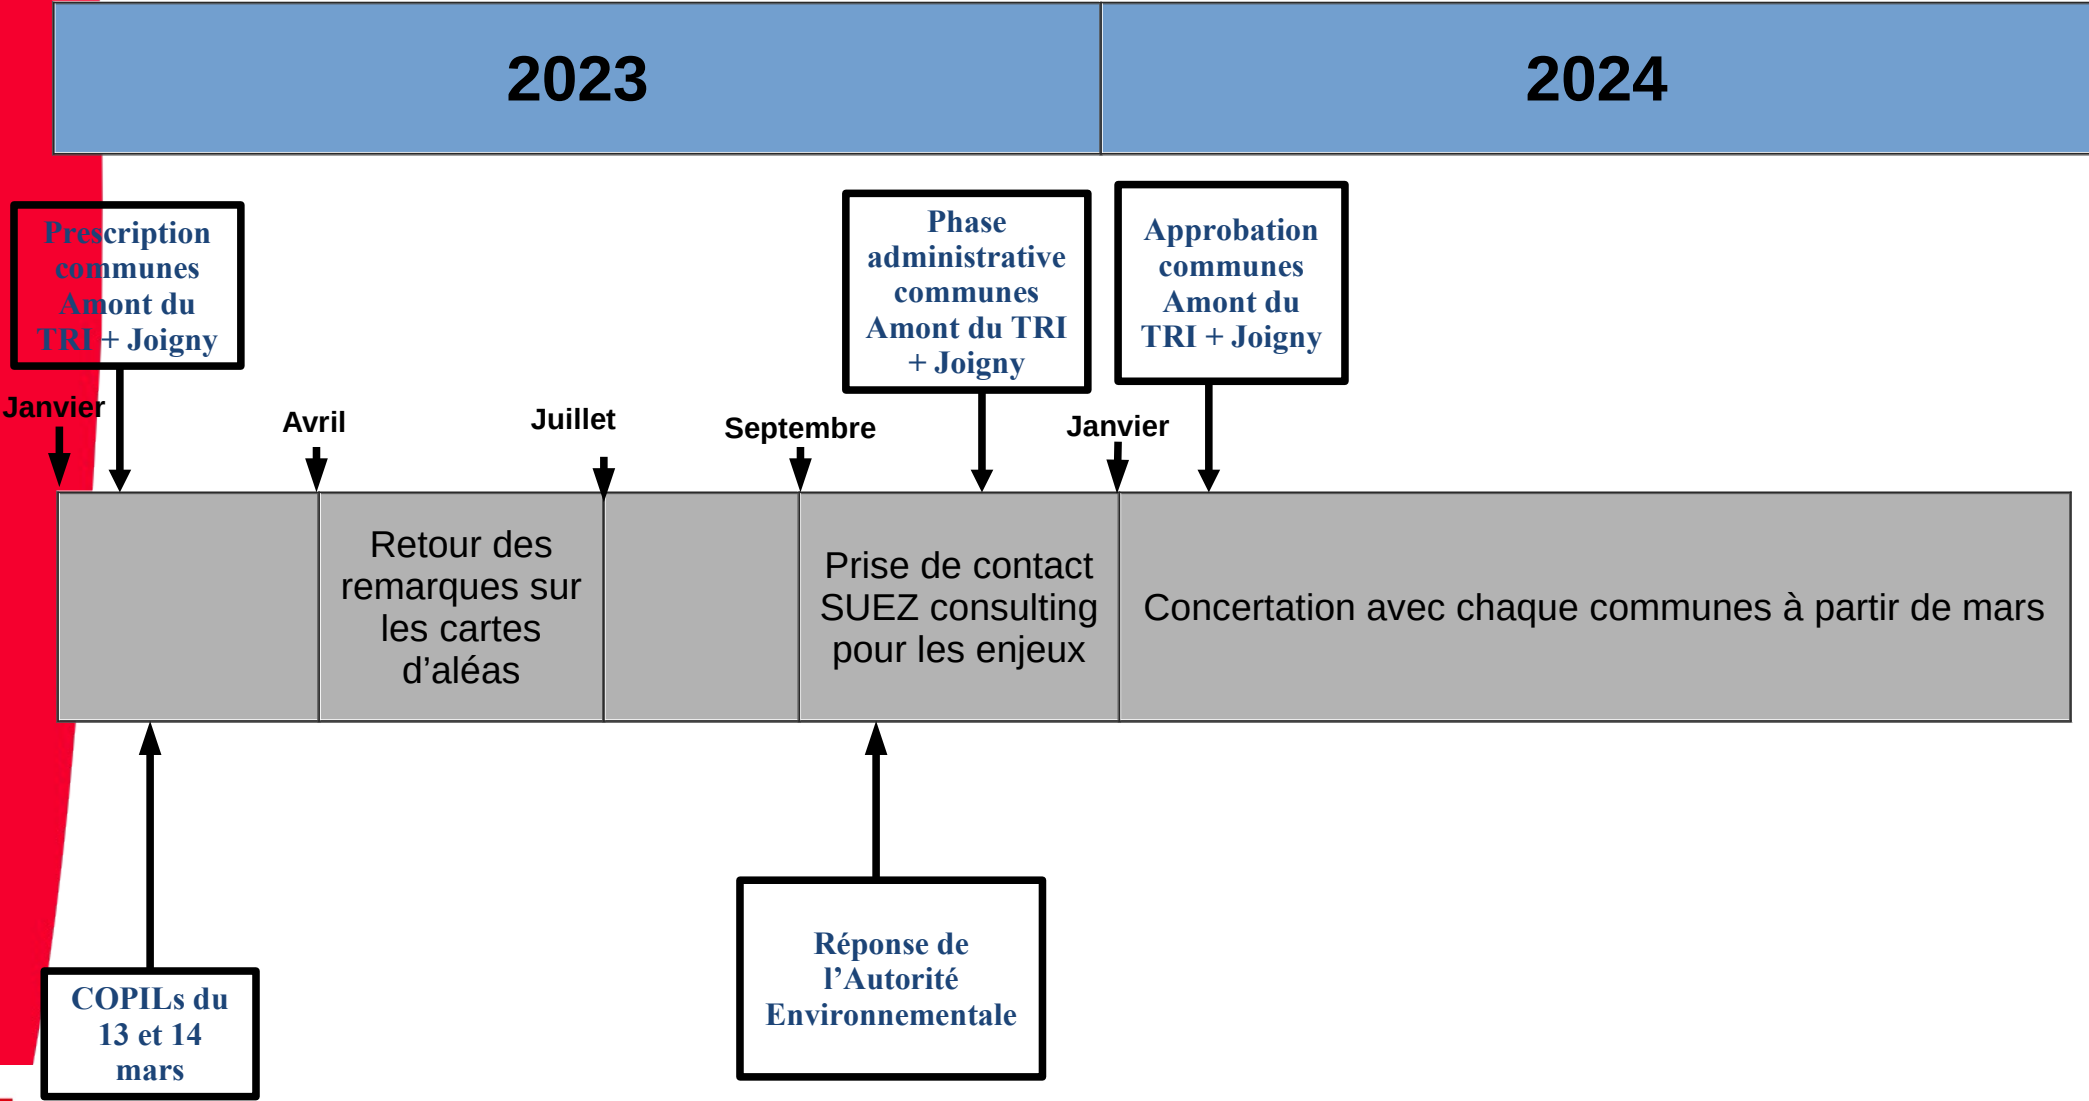 2023
2024
Prescription
communes
Amont du
TRI + Joigny
Phase
administrative
communes
Amont du TRI
+ Joigny
Approbation
communes
Amont du
TRI + Joigny
Janvier
Avril
Juillet
Septembre
Janvier
Retour des
remarques sur
les cartes
d’aléas
Prise de contact
SUEZ consulting
pour les enjeux
Concertation avec chaque communes à partir de mars
COPILs du
13 et 14
mars
Réponse de
l’Autorité
Environnementale